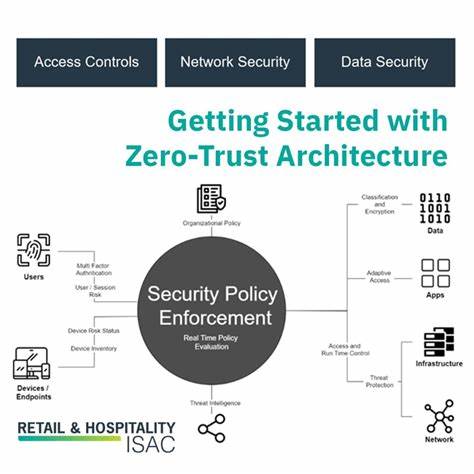 Access Controls
Network Security
Data Security
Getting Started with
Zero-Trust Architecture
Organizational Policy
Classification
and
Encryption
0110
1001
1010
Data
Users
Multi Factor
Authntication
User / Session
Risk
Security Policy
Enforcement
Real Time Policy
Evaluation
Adaptive
Access
Apps
Device Risk Status
Device Inventory
Devices /
Endpoints
Access and
Run Time Control
Infrastructure
Threat
Protection
Network
Threat Intelligence
RETAIL & HOSPITALITY
ISAC